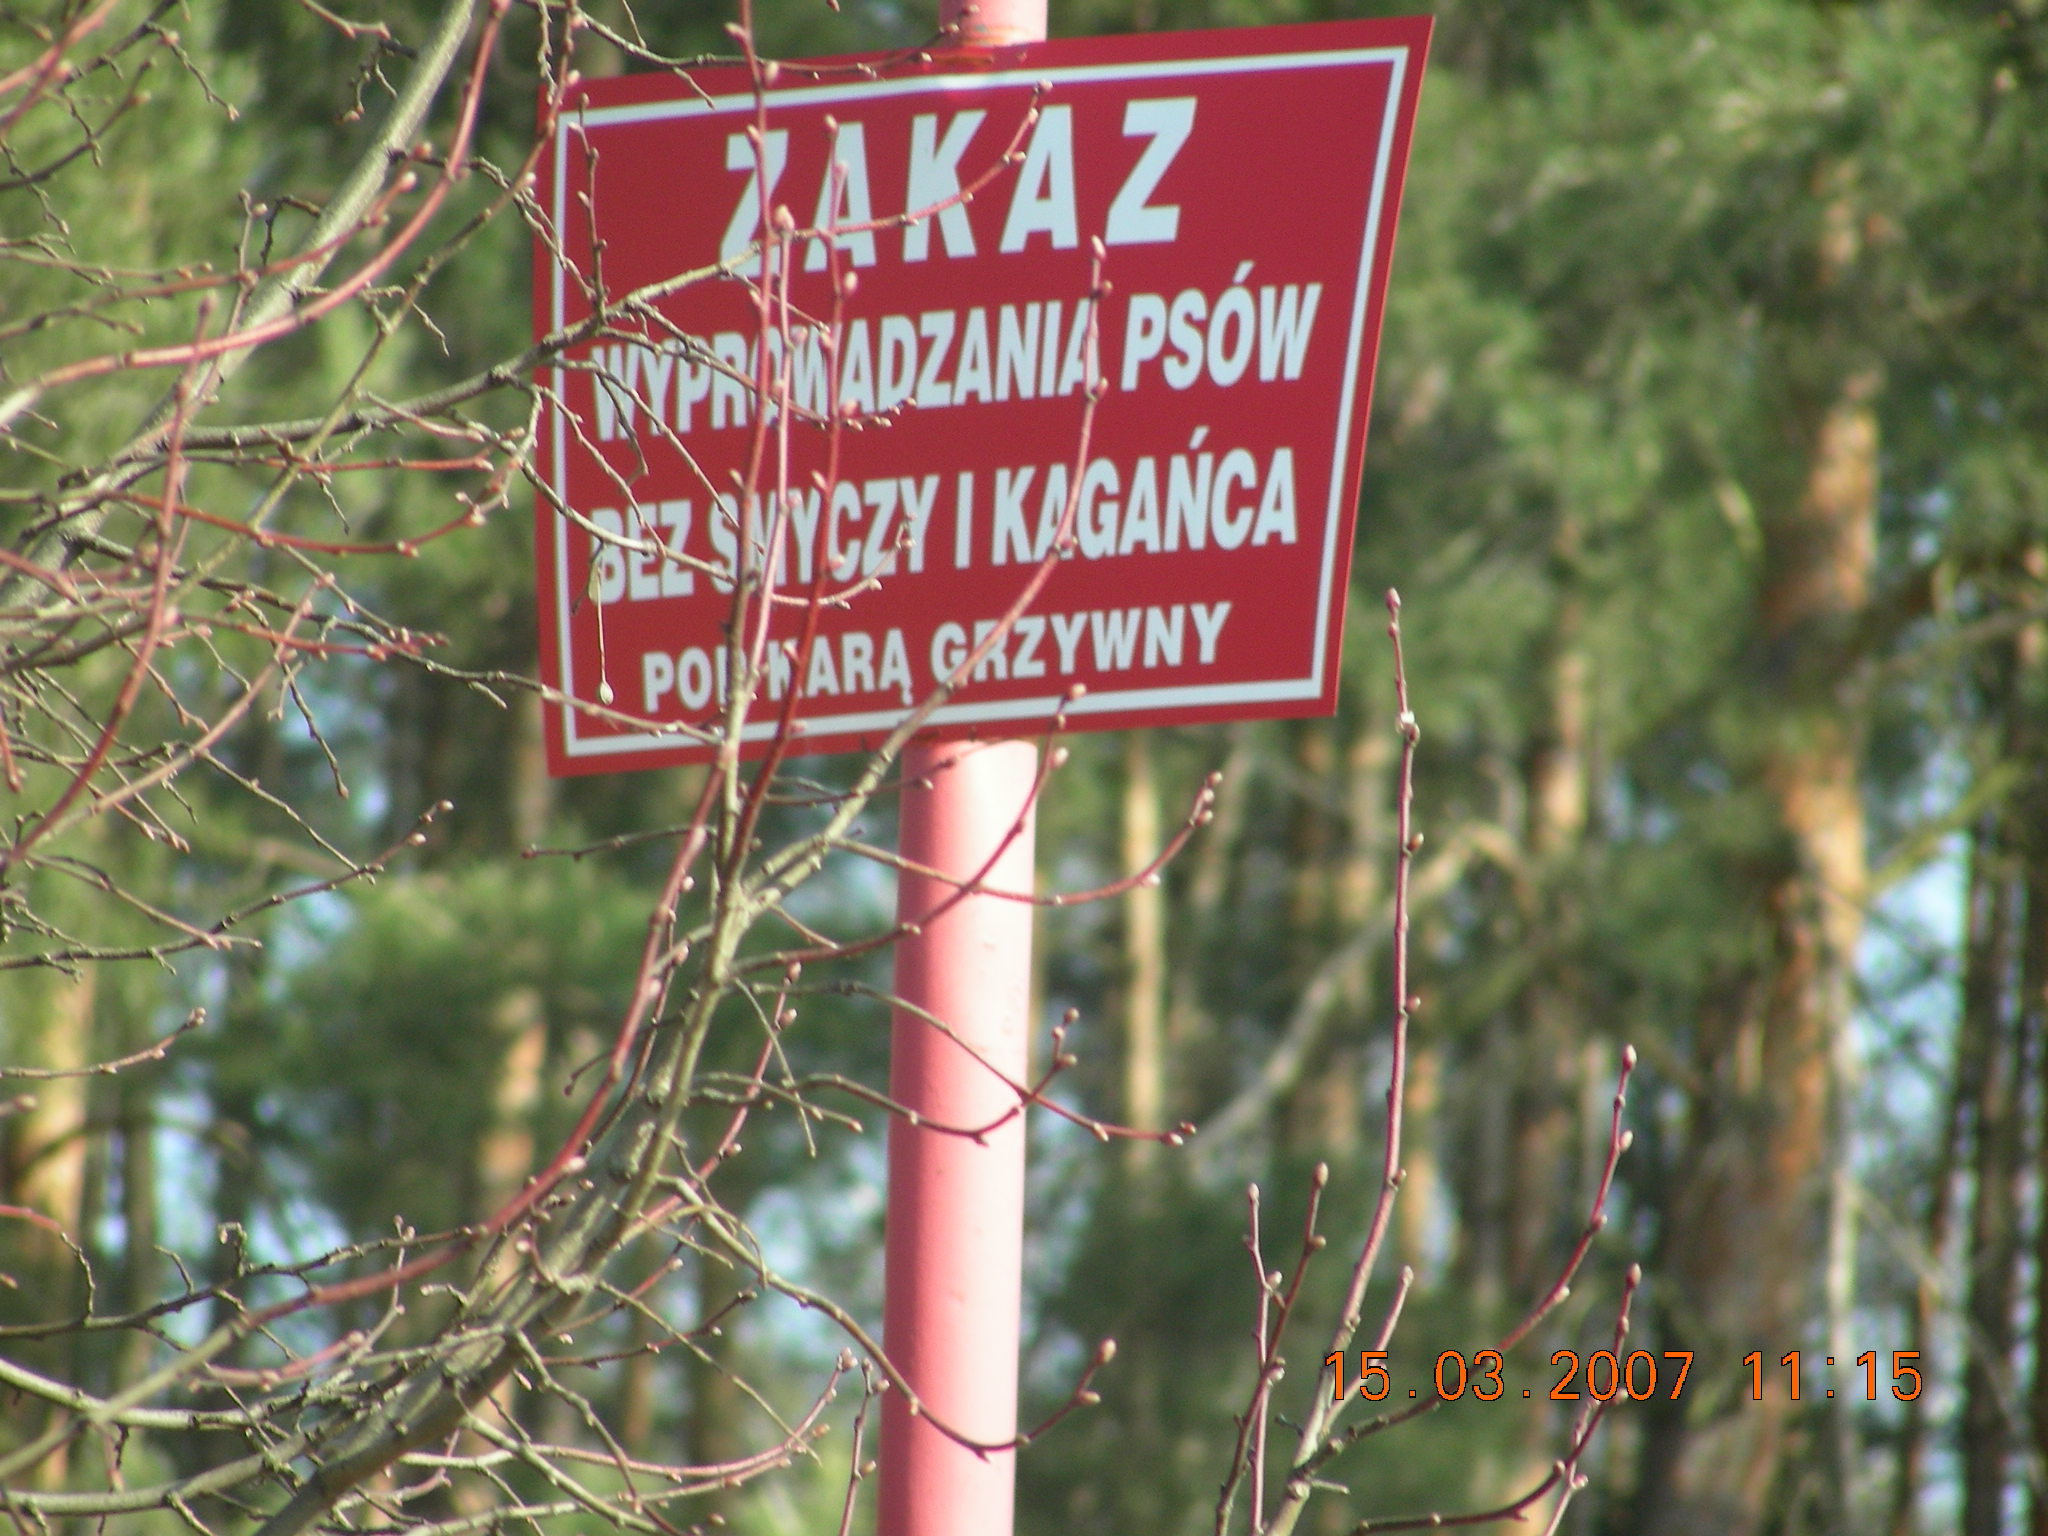 ZAKAZ
WYPROWADZANIA PSÓW
BEZ SMYCZY I KAGAŃCA
POD KARĄ GRZYWNY
15.03.2007 11:15